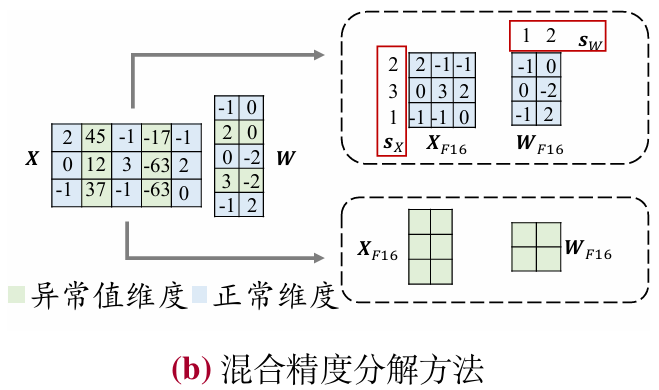 1 2 s_W
2
3
1
s_X
2 -1 -1
0 3 2
-1 -1 0
X_F16
-1 0
0 -2
-1 2
W_F16
X
2 45 -1 -17 -1
0 12 3 -63 2
-1 37 -1 -63 0
-1 0
2 0
0 -2
3 -2
-1 2
W
X_F16
W_F16
异常值维度 正常维度
(b) 混合精度分解方法